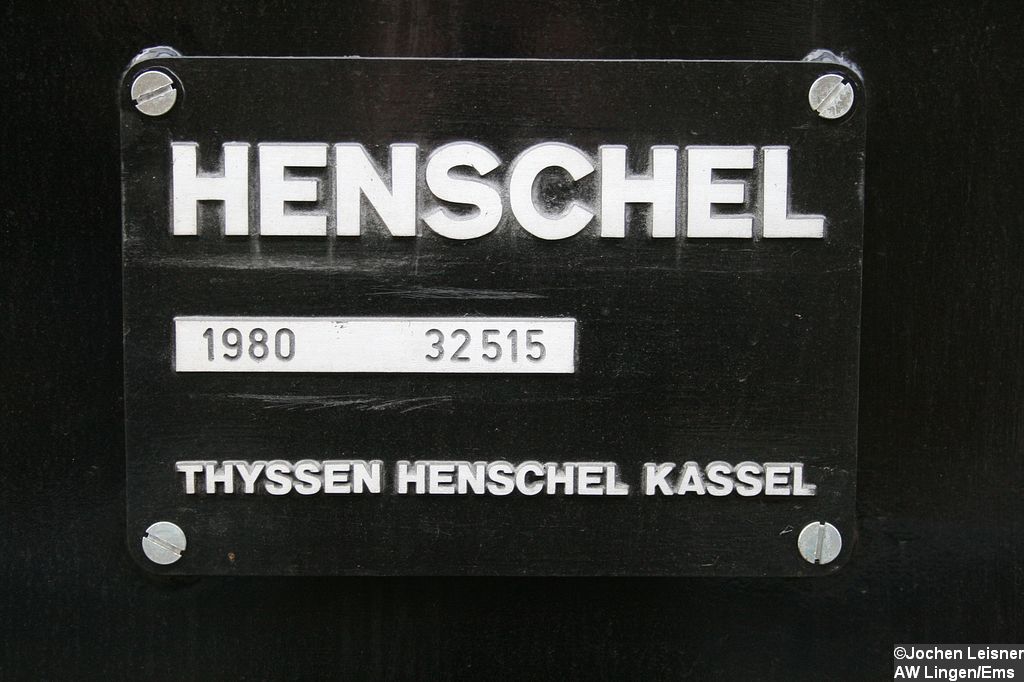 HENSCHEL
1980 32515
THYSSEN HENSCHEL KASSEL
©Jochen Leisner
AW Lingen/Ems